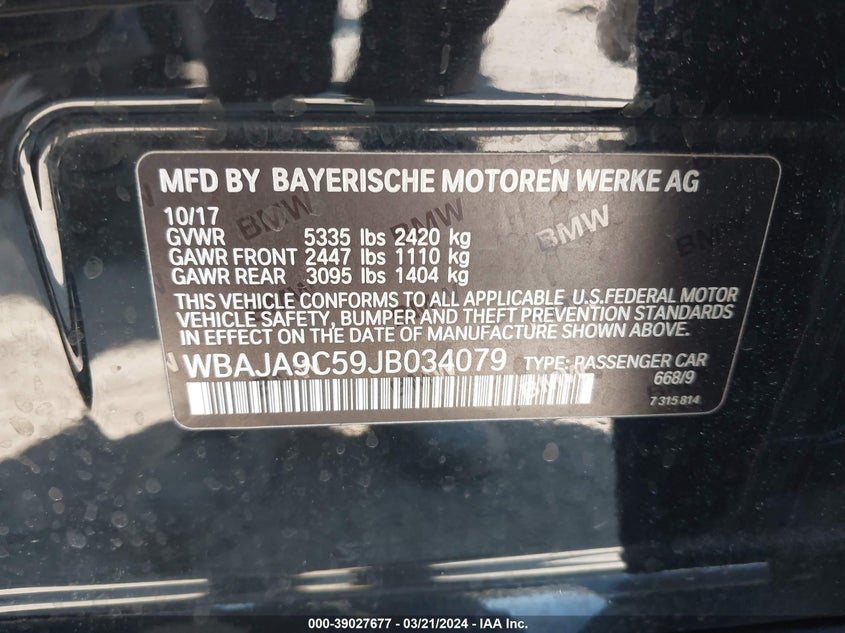 MFD BY BAYERISCHE MOTOREN WERKE AG
10/17
GVWR 5335 lbs 2420 kg
GAWR FRONT 2447 lbs 1110 kg
GAWR REAR 3095 lbs 1404 kg
THIS VEHICLE CONFORMS TO ALL APPLICABLE U.S.FEDERAL MOTOR
VEHICLE SAFETY, BUMPER AND THEFT PREVENTION STANDARDS
IN EFFECT ON THE DATE OF MANUFACTURE SHOWN ABOVE.
WBAJA9C59JB034079 TYPE: PASSENGER CAR
668/9
7 315 814
BMW BMW BMW
000-39027677 - 03/21/2024 - IAA Inc.